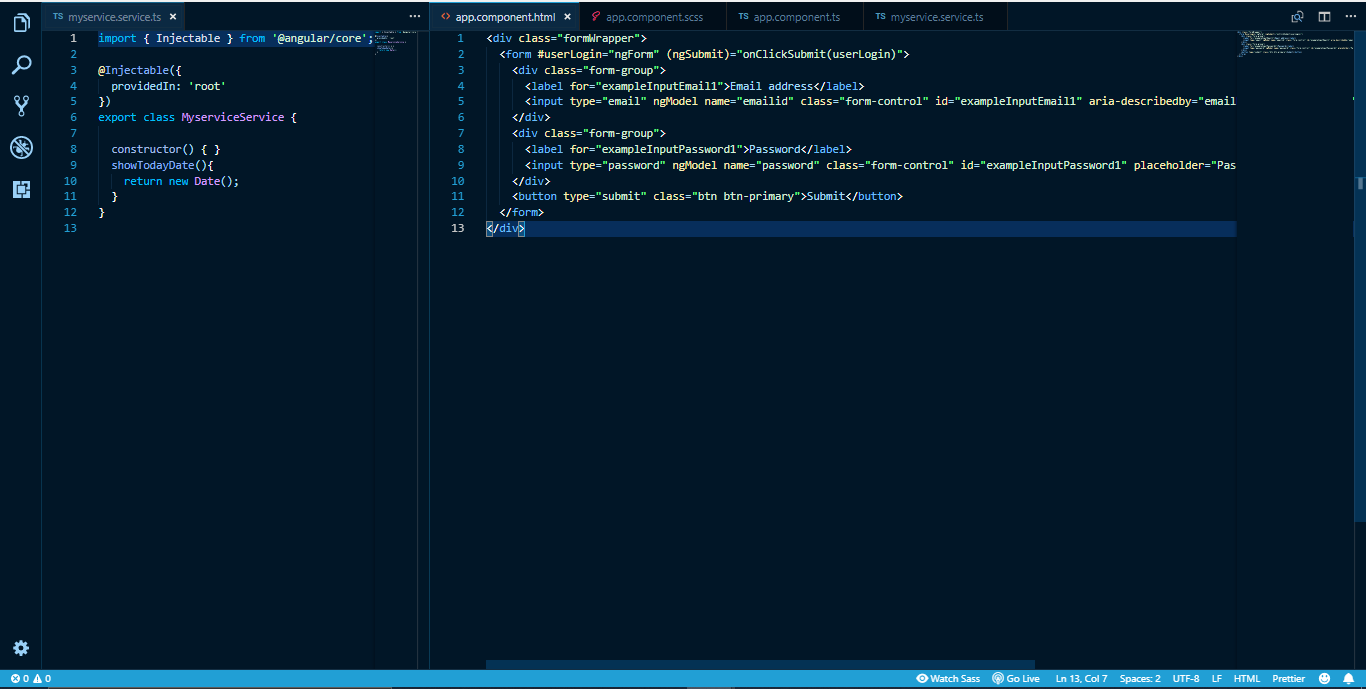 TS myservice.service.ts ×
1 import { Injectable } from '@angular/core';
2
3 @Injectable({
4   providedIn: 'root'
5 })
6 export class MyserviceService {
7
8   constructor() { }
9   showTodayDate(){
10     return new Date();
11   }
12 }
13
app.component.html × app.component.scss TS app.component.ts TS myservice.service.ts
1 <div class="formWrapper">
2   <form #userLogin="ngForm" (ngSubmit)="onClickSubmit(userLogin)">
3     <div class="form-group">
4       <label for="exampleInputEmail1">Email address</label>
5       <input type="email" ngModel name="emailid" class="form-control" id="exampleInputEmail1" aria-describedby="email
6     </div>
7     <div class="form-group">
8       <label for="exampleInputPassword1">Password</label>
9       <input type="password" ngModel name="password" class="form-control" id="exampleInputPassword1" placeholder="Pas
10     </div>
11     <button type="submit" class="btn btn-primary">Submit</button>
12   </form>
13 </div>
0 0 Watch Sass Go Live Ln 13, Col 7 Spaces: 2 UTF-8 LF HTML Prettier